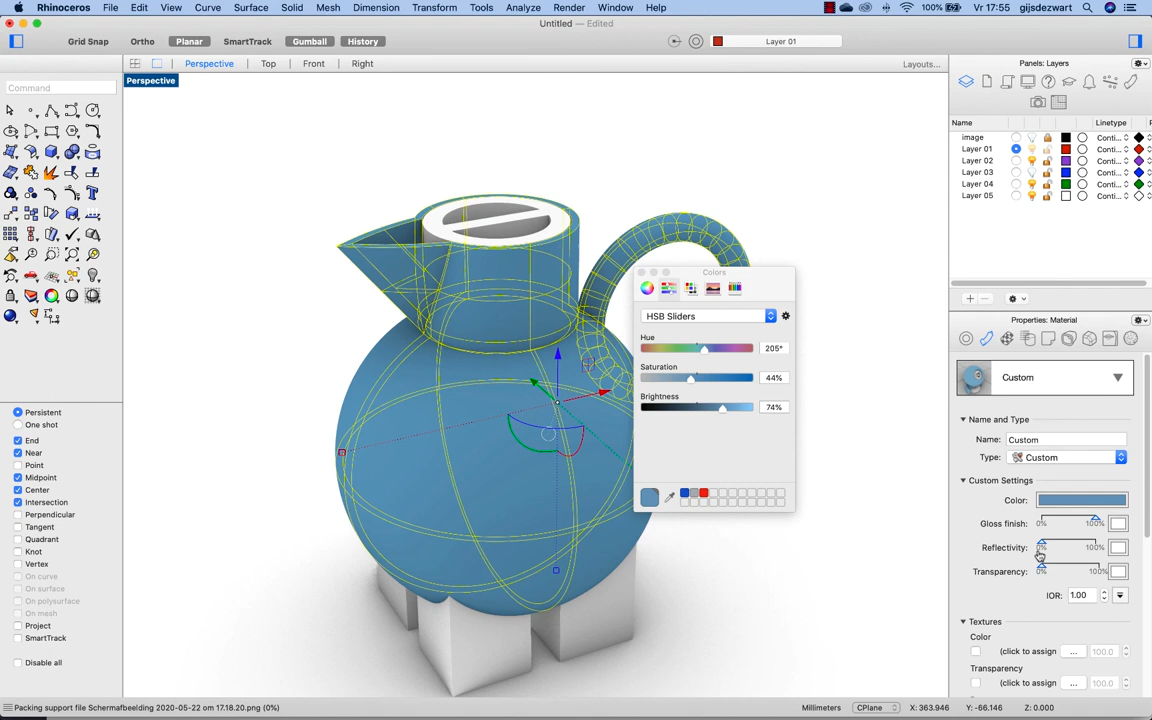 Rhinoceros File Edit View Curve Surface Solid Mesh Dimension Transform Tools Analyze Render Window Help 100% Vr 17:55 gijsdezwart
Untitled — Edited
Grid Snap Ortho Planar SmartTrack Gumball History Layer 01
Perspective Top Front Right Layouts...
Panels: Layers
Perspective
Command
Name Linetype
image Conti...
Layer 01 Conti...
Layer 02 Conti...
Layer 03 Conti...
Layer 04 Conti...
Layer 05 Conti...
Colors
HSB Sliders
Hue
205°
Saturation
44%
Brightness
74%
Properties: Material
Custom
Name and Type
Name: Custom
Type: Custom
Custom Settings
Color:
Gloss finish: 0% 100%
Reflectivity: 0% 100%
Transparency: 0% 100%
IOR: 1.00
Textures
Color
(click to assign ... 100.0
Transparency
(click to assign ... 100.0
Persistent
One shot
End
Near
Point
Midpoint
Center
Intersection
Perpendicular
Tangent
Quadrant
Knot
Vertex
On curve
On surface
On polysurface
On mesh
Project
SmartTrack
Disable all
Packing support file Schermafbeelding 2020-05-22 om 17.18.20.png (0%) Millimeters CPlane X: 363.946 Y: -66.146 Z: 0.000